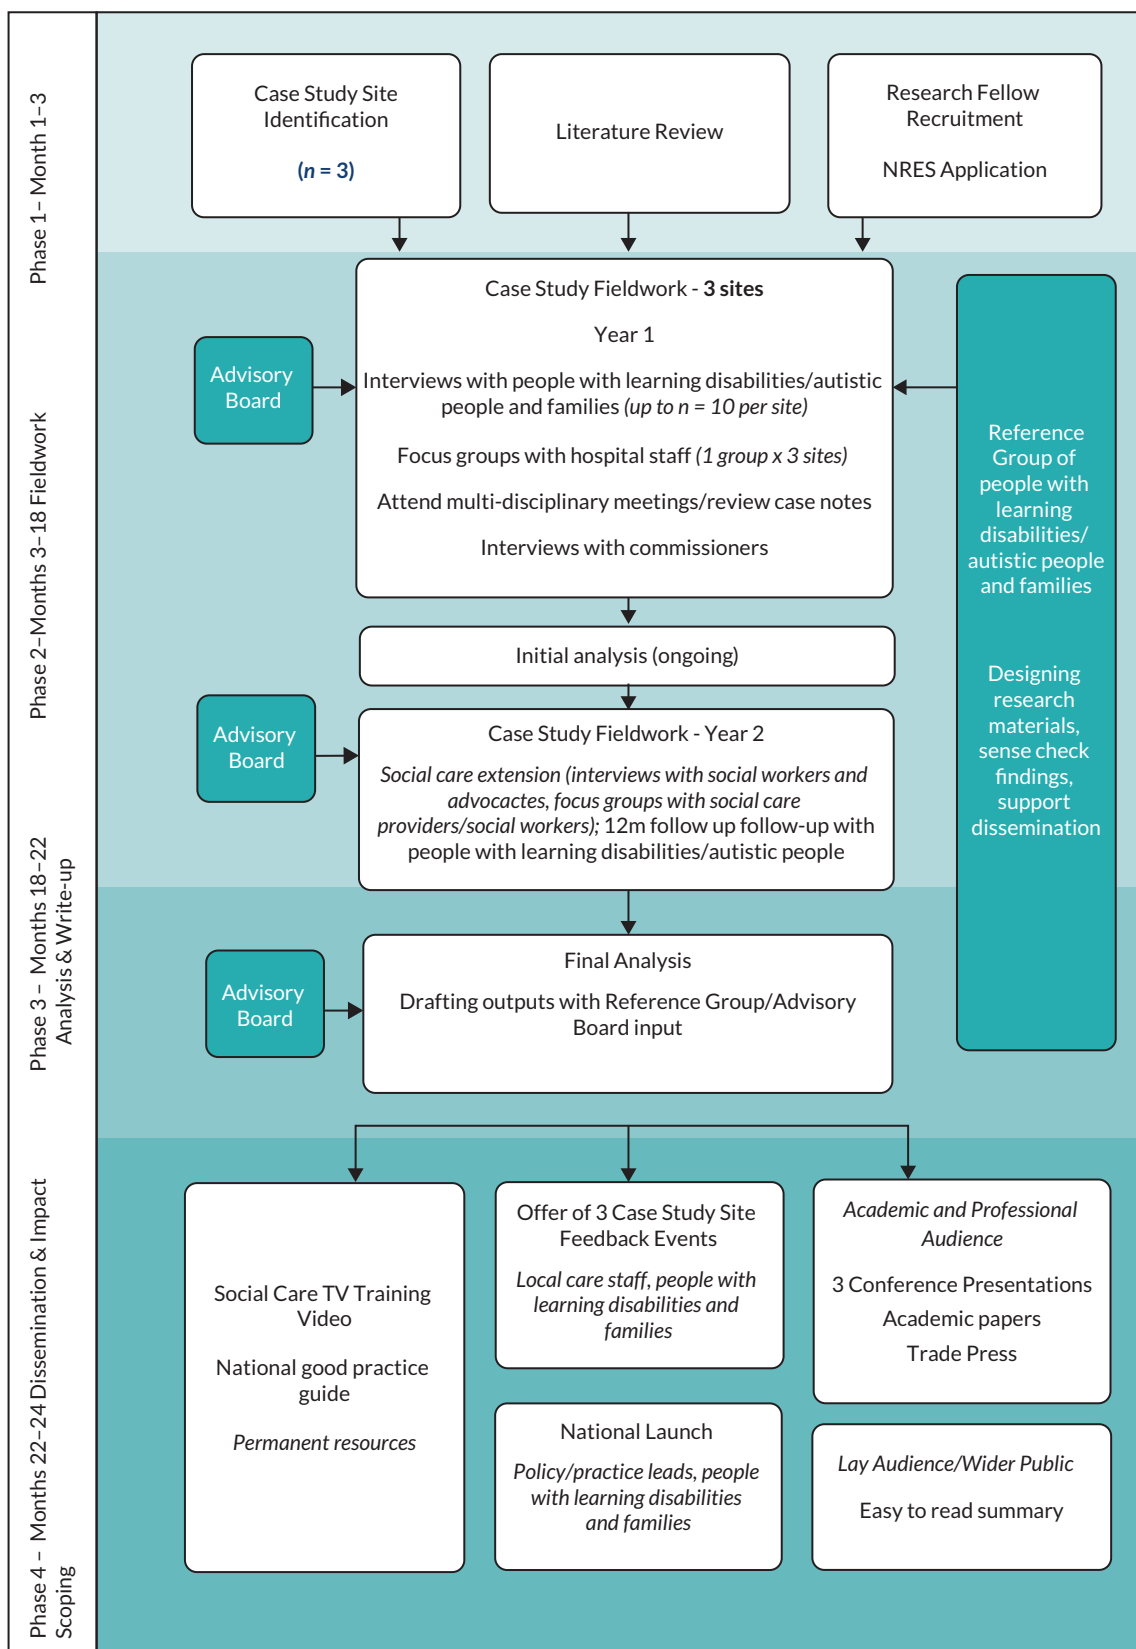 Phase 1 – Month 1–3
Case Study Site
Identification
(n = 3)
Literature Review
Research Fellow
Recruitment
NRES Application
Phase 2–Months 3–18 Fieldwork
Case Study Fieldwork - 3 sites
Year 1
Interviews with people with learning disabilities/autistic
people and families (up to n = 10 per site)
Focus groups with hospital staff (1 group x 3 sites)
Attend multi-disciplinary meetings/review case notes
Interviews with commissioners
Advisory
Board
Reference
Group of
people with
learning
disabilities/
autistic people
and families
Designing
research
materials,
sense check
findings,
support
dissemination
Initial analysis (ongoing)
Advisory
Board
Case Study Fieldwork - Year 2
Social care extension (interviews with social workers and
advocactes, focus groups with social care
providers/social workers); 12m follow up follow-up with
people with learning disabilities/autistic people
Phase 3 – Months 18–22
Analysis & Write-up
Advisory
Board
Final Analysis
Drafting outputs with Reference Group/Advisory
Board input
Phase 4 – Months 22–24 Dissemination & Impact
Scoping
Social Care TV Training
Video
National good practice
guide
Permanent resources
Offer of 3 Case Study Site
Feedback Events
Local care staff, people with
learning disabilities and
families
National Launch
Policy/practice leads, people
with learning disabilities
and families
Academic and Professional
Audience
3 Conference Presentations
Academic papers
Trade Press
Lay Audience/Wider Public
Easy to read summary